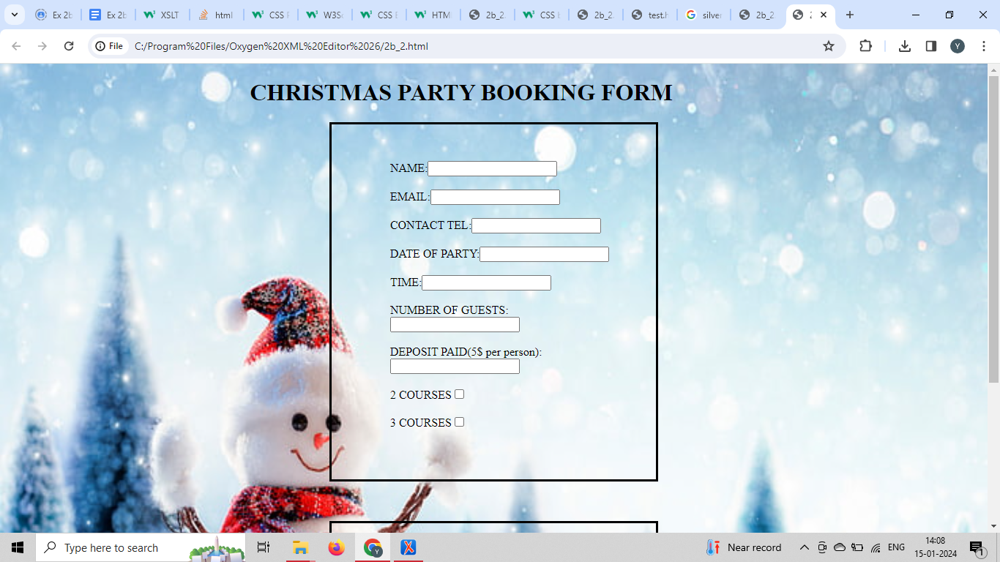 Ex 2b
Ex 2b
XSLT
html
CSS
W3S
CSS
HTM
2b_2
CSS
2b_2
test.h
silver
2b_2
File
C:/Program%20Files/Oxygen%20XML%20Editor%2026/2b_2.html
Y
CHRISTMAS PARTY BOOKING FORM
NAME:
EMAIL:
CONTACT TEL:
DATE OF PARTY:
TIME:
NUMBER OF GUESTS:
DEPOSIT PAID(5$ per person):
2 COURSES
3 COURSES
Type here to search
Y
Near record
ENG
14:08
15-01-2024
1